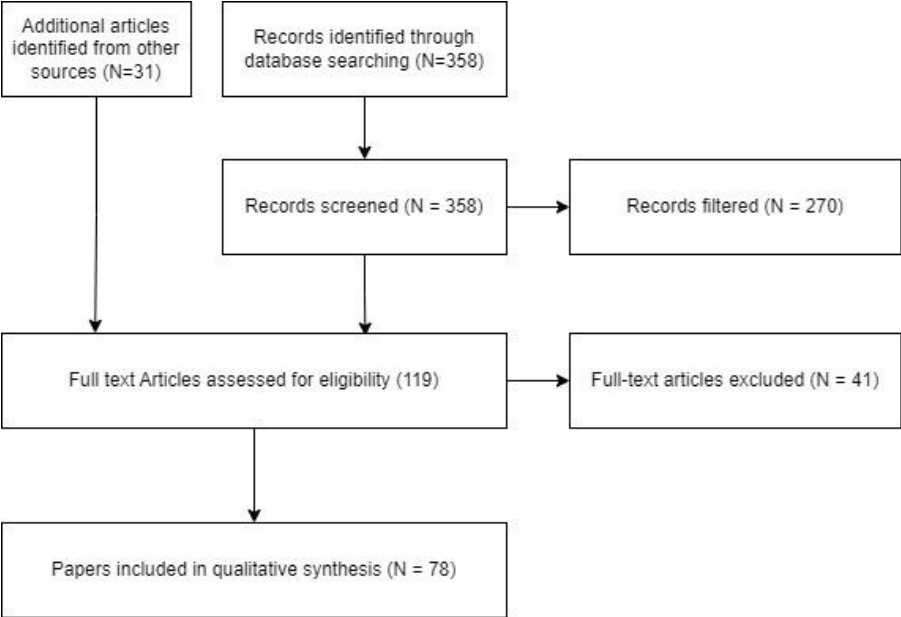 Additional articles
identified from other
sources (N=31)
Records identified through
database searching (N=358)
Records screened (N = 358)
Records filtered (N = 270)
Full text Articles assessed for eligibility (119)
Full-text articles excluded (N = 41)
Papers included in qualitative synthesis (N = 78)